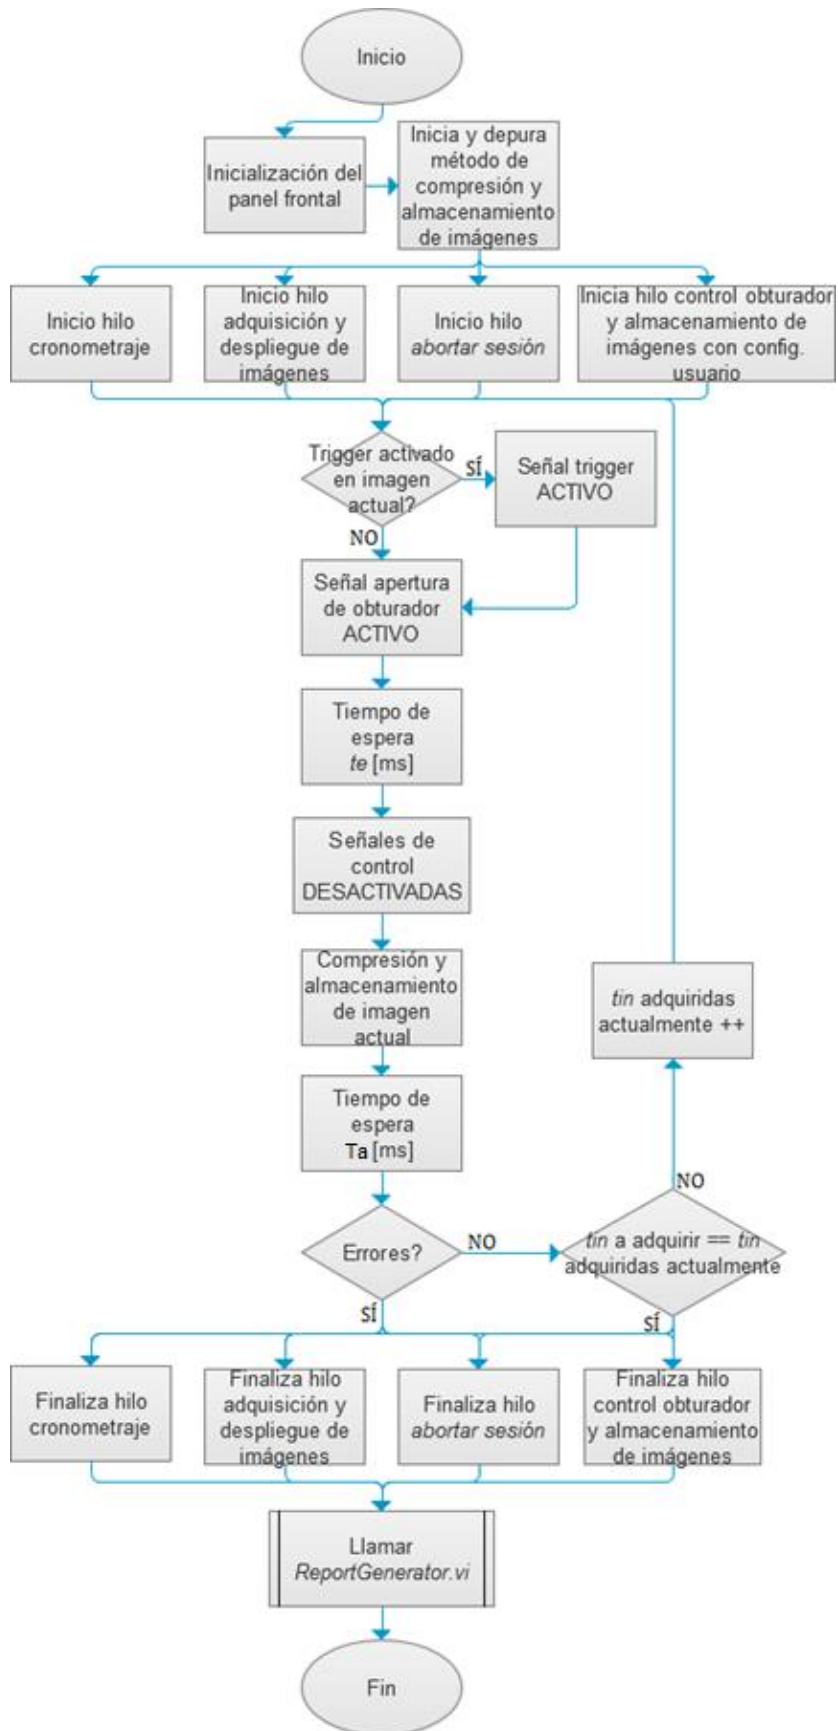 Inicio
Inicialización del
panel frontal
Inicia y depura
método de
compresión y
almacenamiento
de imágenes
Inicio hilo
cronometraje
Inicio hilo
adquisición y
despliegue de
imágenes
Inicio hilo
abortar sesión
Inicia hilo control obturador
y almacenamiento de
imágenes con config.
usuario
Trigger activado
en imagen
actual?
SÍ
Señal trigger
ACTIVO
NO
Señal apertura
de obturador
ACTIVO
Tiempo de
espera
te [ms]
Señales de
control
DESACTIVADAS
Compresión y
almacenamiento
de imagen
actual
tin adquiridas
actualmente ++
Tiempo de
espera
Ta [ms]
NO
Errores?
NO
tin a adquirir == tin
adquiridas actualmente
SÍ
SÍ
Finaliza hilo
cronometraje
Finaliza hilo
adquisición y
despliegue de
imágenes
Finaliza hilo
abortar sesión
Finaliza hilo
control obturador
y almacenamiento
de imágenes
Llamar
ReportGenerator.vi
Fin